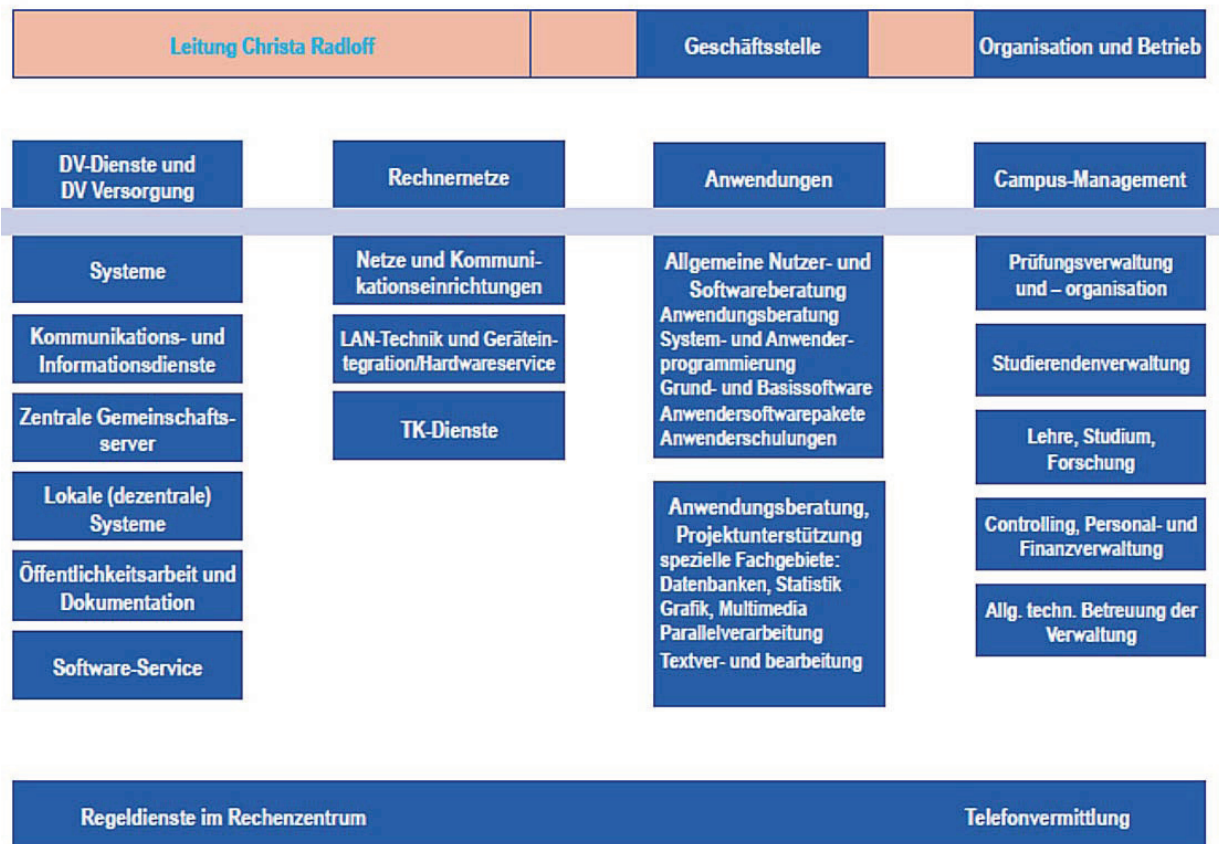 Leitung Christa Radloff
Geschäftsstelle
Organisation und Betrieb
DV-Dienste und
DV Versorgung
Rechnernetze
Anwendungen
Campus-Management
Systeme
Kommunikations- und
Informationsdienste
Zentrale Gemeinschafts-
server
Lokale (dezentrale)
Systeme
Öffentlichkeitsarbeit und
Dokumentation
Software-Service
Netze und Kommuni-
kationseinrichtungen
LAN-Technik und Gerätein-
tegration/Hardwareservice
TK-Dienste
Allgemeine Nutzer- und
Softwareberatung
Anwendungsberatung
System- und Anwender-
programmierung
Grund- und Basissoftware
Anwendersoftwarepakete
Anwenderschulungen
Anwendungsberatung,
Projektunterstützung
spezielle Fachgebiete:
Datenbanken, Statistik
Grafik, Multimedia
Parallelverarbeitung
Textver- und bearbeitung
Prüfungsverwaltung
und – organisation
Studierendenverwaltung
Lehre, Studium,
Forschung
Controlling, Personal- und
Finanzverwaltung
Allg. techn. Betreuung der
Verwaltung
Regeldienste im Rechenzentrum
Telefonvermittlung